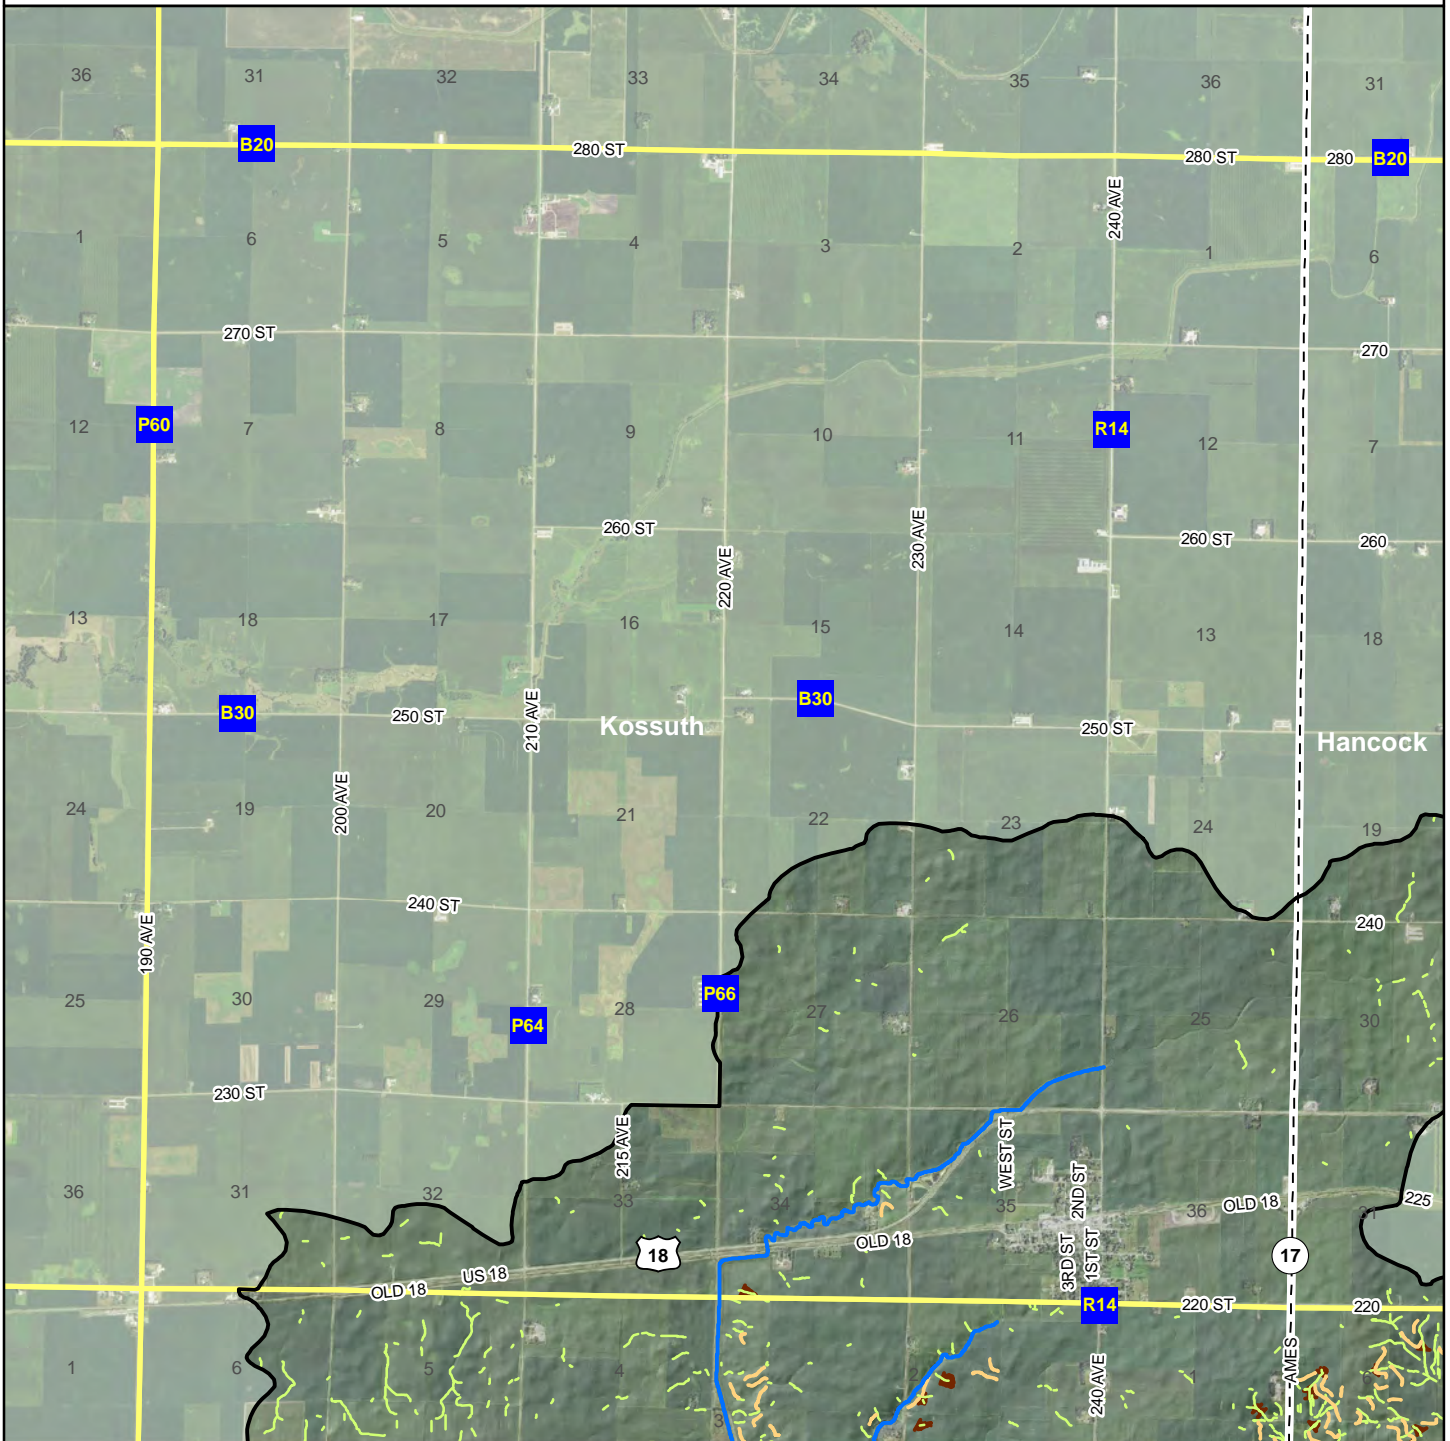 36 31 32 33 34 35 36 31
B20 280 ST 280 ST 280 B20
240 AVE
1 6 5 4 3 2 1 6
270 ST 270
12 P60 7 8 9 10 11 R14 12 7
260 ST 230 AVE 260 ST 260
220 AVE
13 18 17 16 15 14 13 18
B30 250 ST 210 AVE Kossuth B30 250 ST Hancock
24 19 200 AVE 20 21 22 23 24 19
190 AVE 240 ST 240
25 30 29 P64 28 P66 27 26 25 30
230 ST 215 AVE WEST ST
36 31 32 33 34 35 2ND ST 36 OLD 18 31 225
OLD 18 US 18 18 OLD 18 3RD ST 1ST ST 17
R14 220 ST 220
1 6 5 4 3 2 240 AVE 1 AMES 6